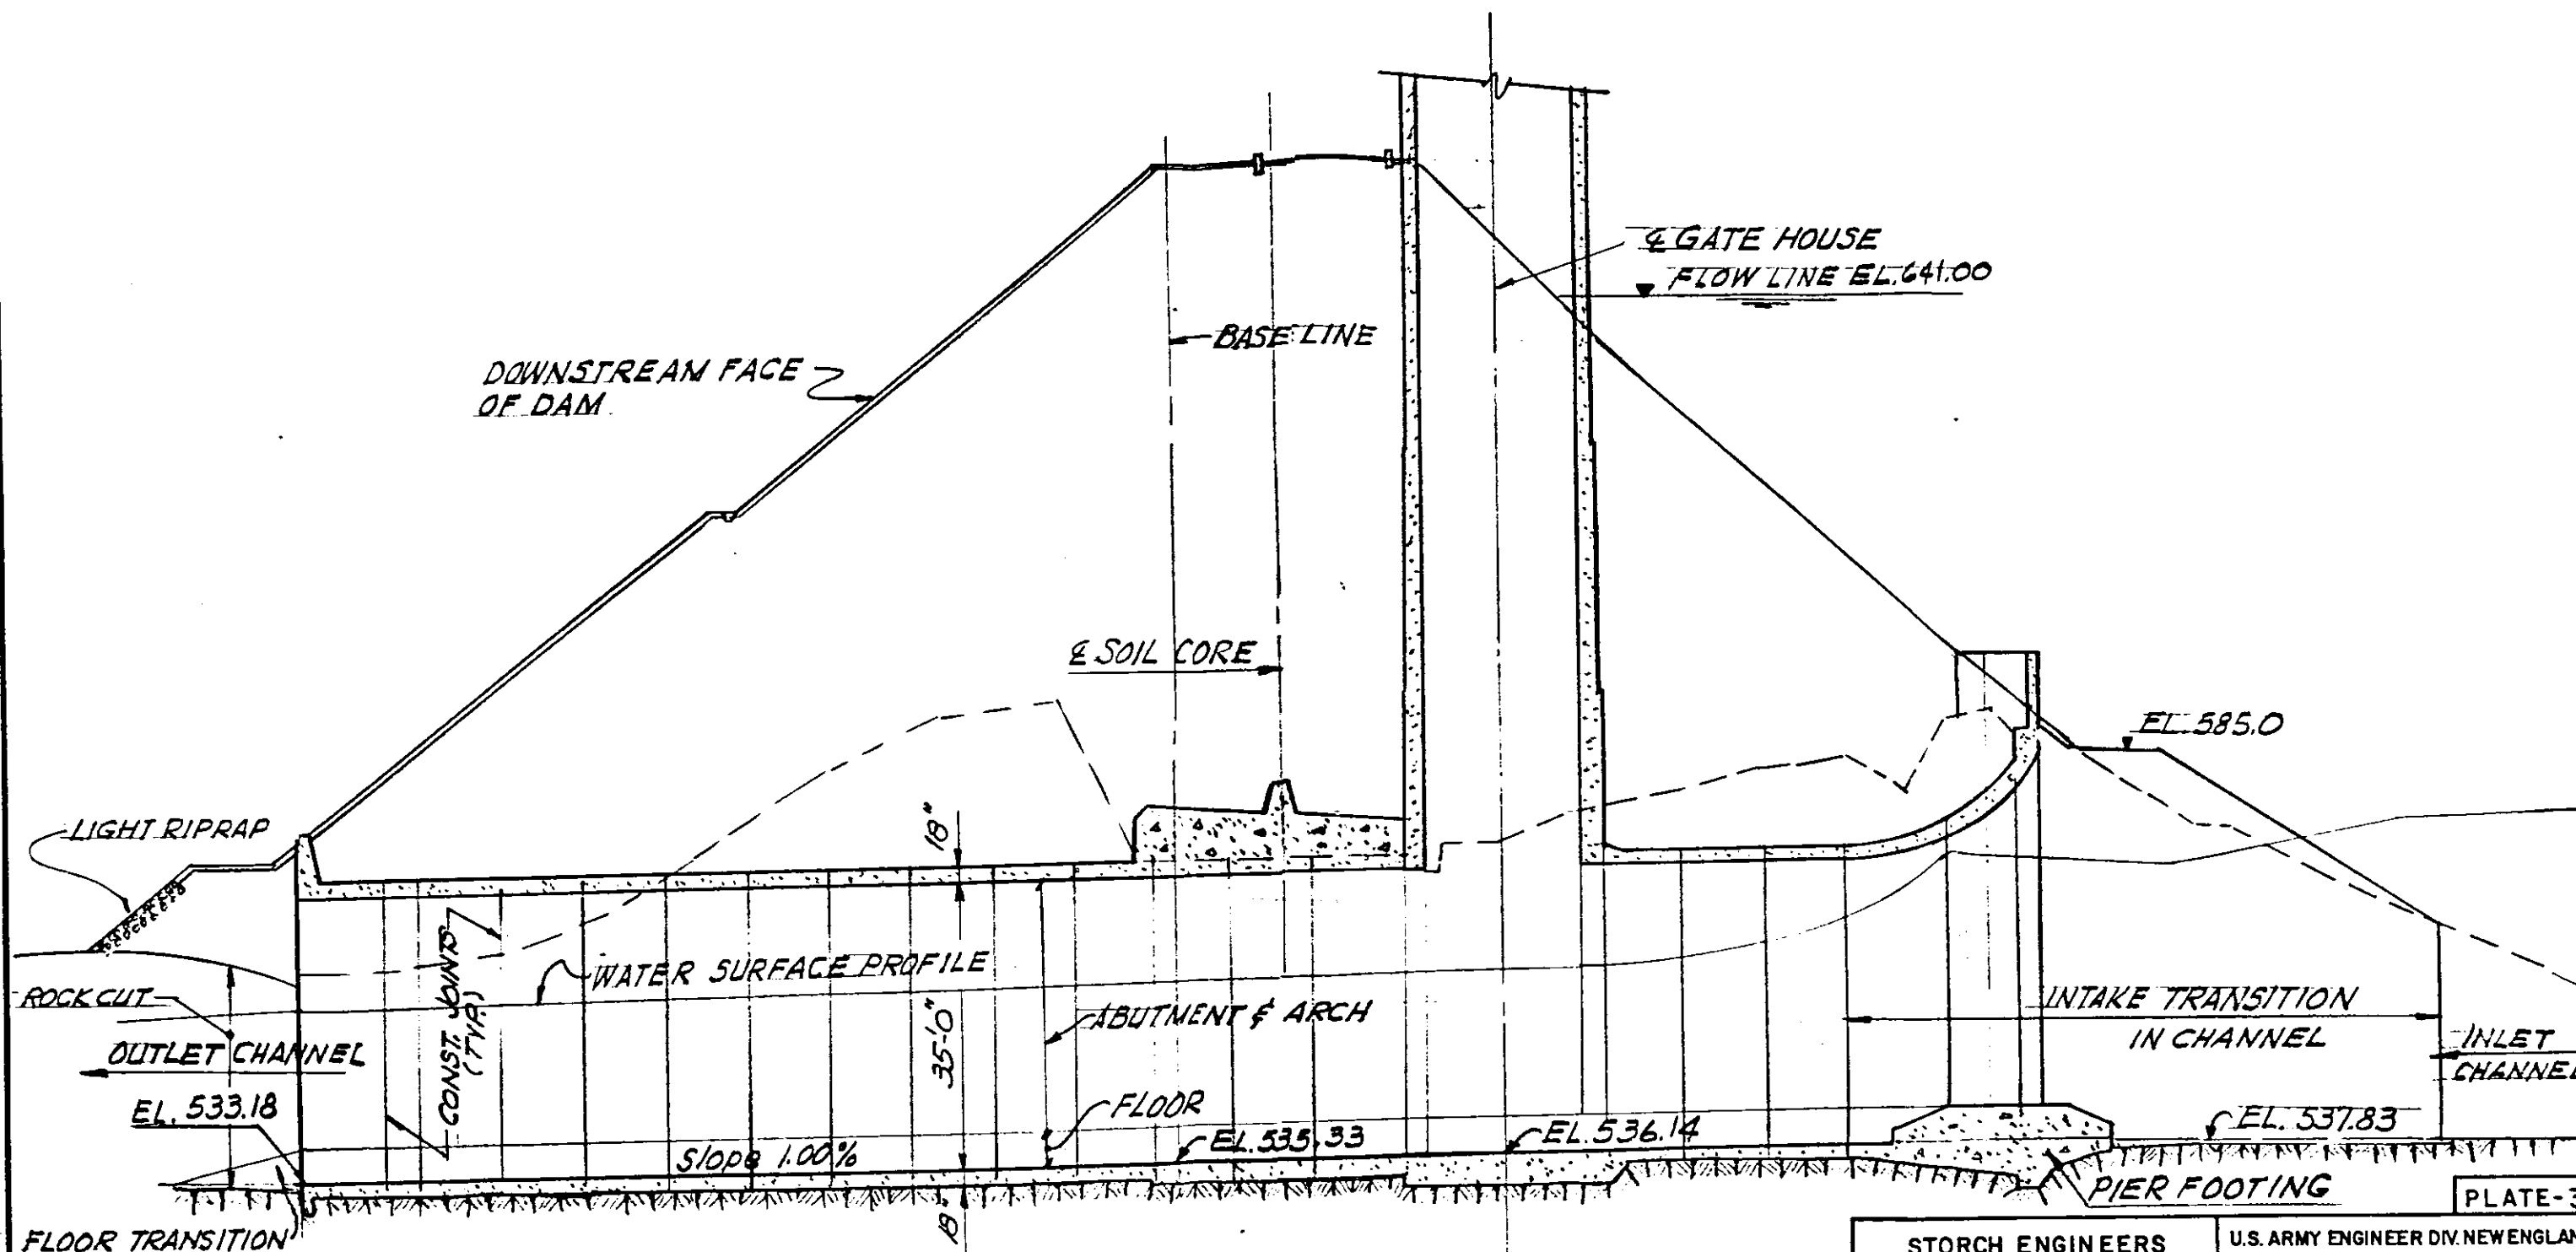 ℄ GATE HOUSE
FLOW LINE EL. 641.00
BASE LINE
DOWNSTREAM FACE
OF DAM
℄ SOIL CORE
EL. 585.0
LIGHT RIPRAP
18"
WATER SURFACE PROFILE
ROCK CUT
CONST. JOINTS
(TYP.)
35'-0"
ABUTMENT & ARCH
INTAKE TRANSITION
IN CHANNEL
INLET
CHANNEL
OUTLET CHANNEL
EL. 533.18
FLOOR
EL. 535.33
EL. 536.14
EL. 537.83
Slope 1.00%
PIER FOOTING
PLATE-3
18"
FLOOR TRANSITION
STORCH ENGINEERS
U.S. ARMY ENGINEER DIV. NEW ENGLAN